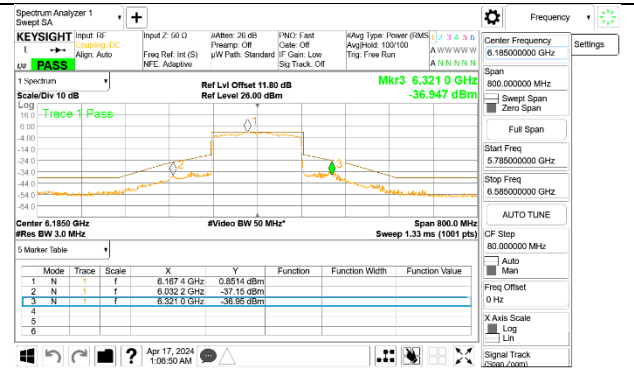 Spectrum Analyzer 1
Swept SA
+
Frequency
KEYSIGHT
Input: RF
Coupling: DC
Align: Auto
Input Z: 50 Ω
Freq Ref: Int (S)
NFE: Adaptive
#Atten: 26 dB
Preamp: Off
µW Path: Standard
PNO: Fast
Gate: Off
IF Gain: Low
Sig Track: Off
#Avg Type: Power (RMS
Avg|Hold: 100/100
Trig: Free Run
1 2 3 4 5 6
A W W W W W
A N N N N N
PASS
1 Spectrum
Scale/Div 10 dB
Ref Lvl Offset 11.80 dB
Ref Level 26.00 dBm
Mkr3 6.321 0 GHz
-36.947 dBm
Log
Trace 1 Pass
16.0
6.00
-4.00
-14.0
-24.0
-34.0
-44.0
-54.0
-64.0
1
2
3
Center 6.1850 GHz
#Res BW 3.0 MHz
#Video BW 50 MHz*
Span 800.0 MHz
Sweep 1.33 ms (1001 pts)
5 Marker Table
Mode Trace Scale X Y Function Function Width Function Value
1 N 1 f 6.167 4 GHz 0.8514 dBm
2 N 1 f 6.032 2 GHz -37.15 dBm
3 N 1 f 6.321 0 GHz -36.95 dBm
4
5
6
Apr 17, 2024
1:06:50 AM
?
Center Frequency
6.185000000 GHz
Settings
Span
800.000000 MHz
Swept Span
Zero Span
Full Span
Start Freq
5.785000000 GHz
Stop Freq
6.585000000 GHz
AUTO TUNE
CF Step
80.000000 MHz
Auto
Man
Freq Offset
0 Hz
X Axis Scale
Log
Lin
Signal Track
(Span Zoom)